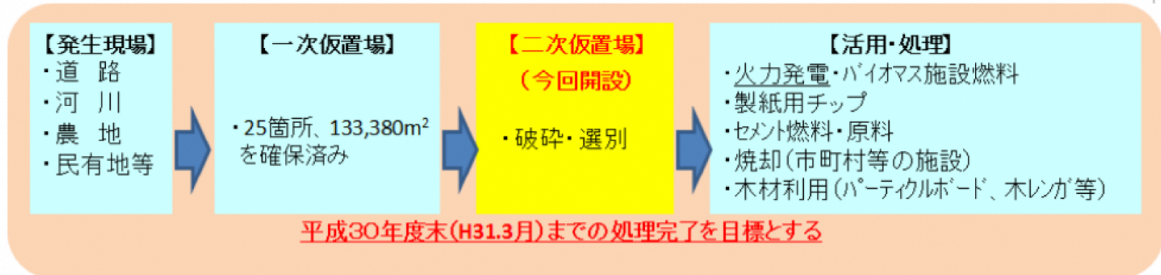 【発生現場】
・道　路
・河　川
・農　地
・民有地等
【一次仮置場】
・25箇所、133,380m²
を確保済み
【二次仮置場】
（今回開設）
・破砕・選別
【活用・処理】
・火力発電・ﾊﾞｲｵﾏｽ施設燃料
・製紙用チップ
・ｾﾒﾝﾄ燃料・原料
・焼却（市町村等の施設）
・木材利用（ﾊﾟｰﾃｨｸﾙﾎﾞｰﾄﾞ、木ﾚﾝｶﾞ等）
平成３０年度末（H31.3月）までの処理完了を目標とする